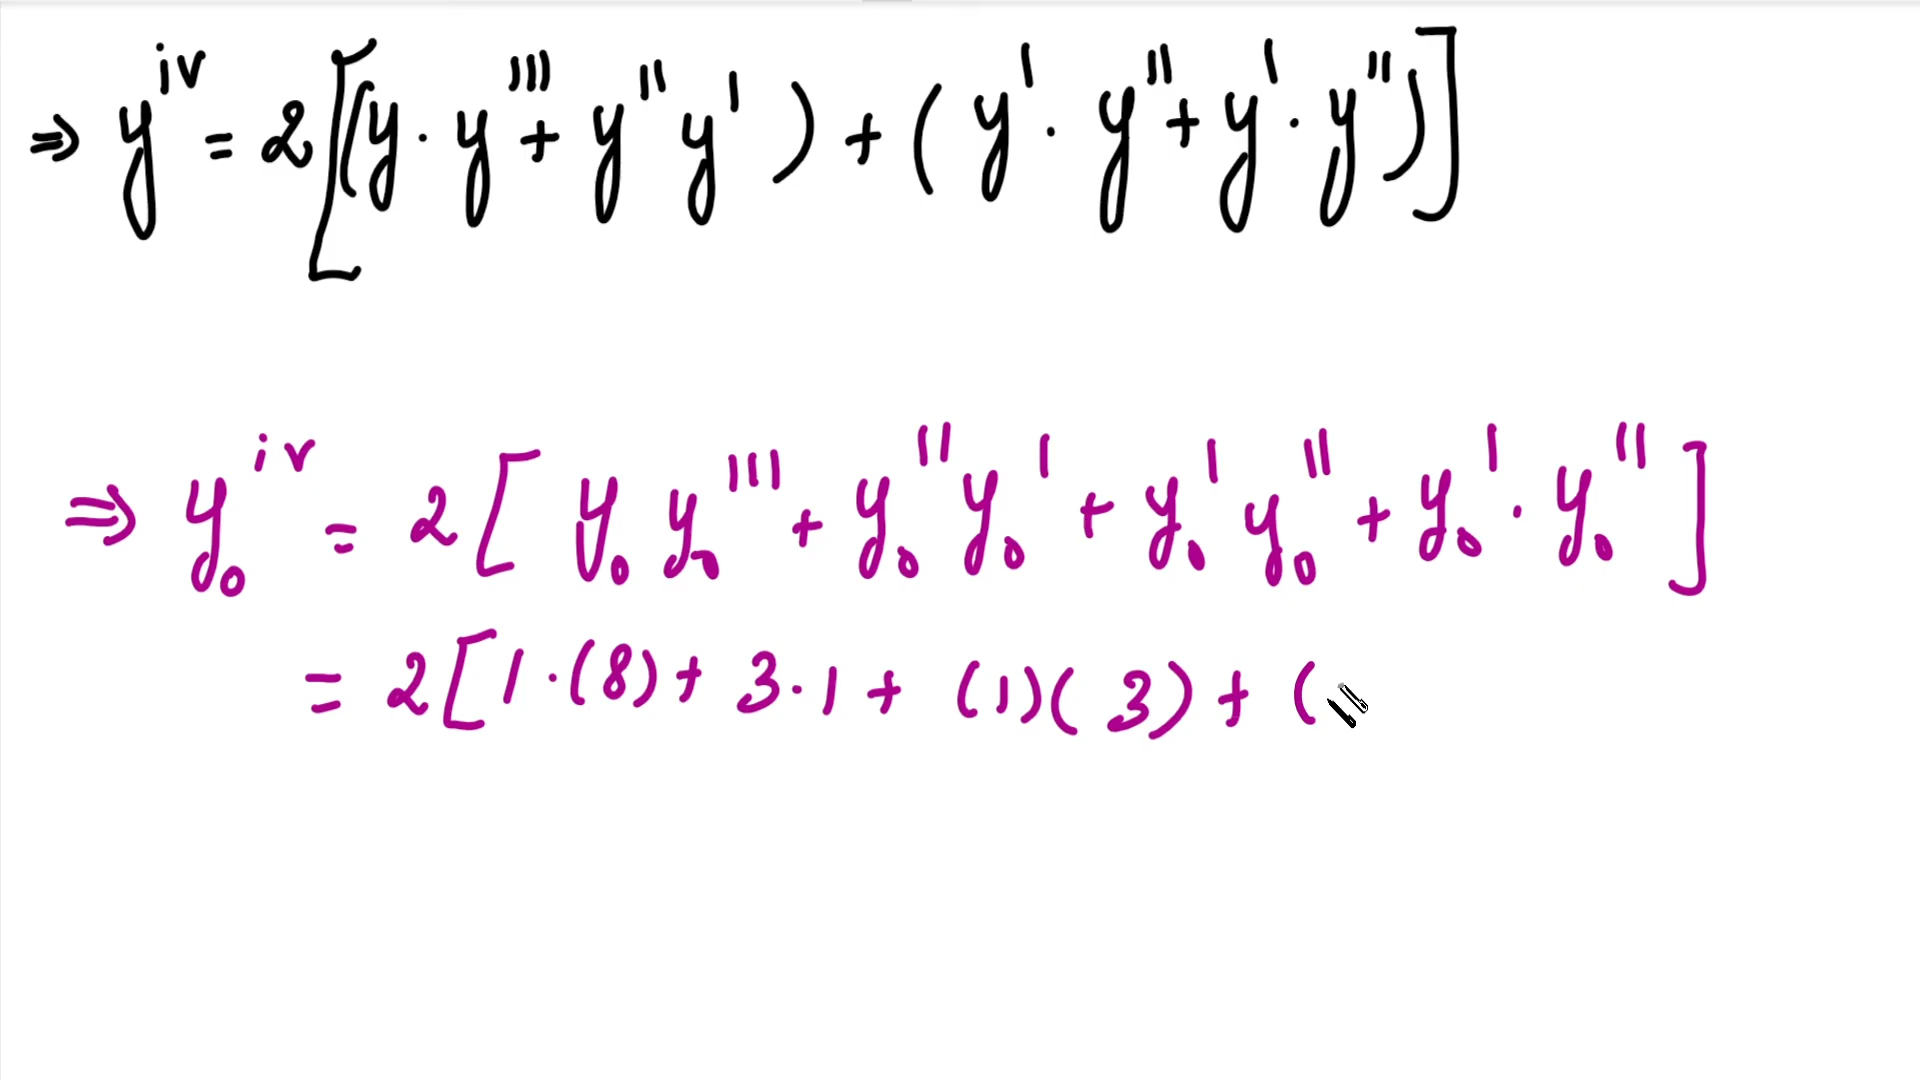 ⇒ y^iv = 2[(y · y''' + y'' y') + (y' · y'' + y' · y'')]
⇒ y₀^iv = 2[y₀ y₀''' + y₀'' y₀' + y₀' y₀'' + y₀' · y₀'']
= 2[1 · (8) + 3 · 1 + (1)(3) + (